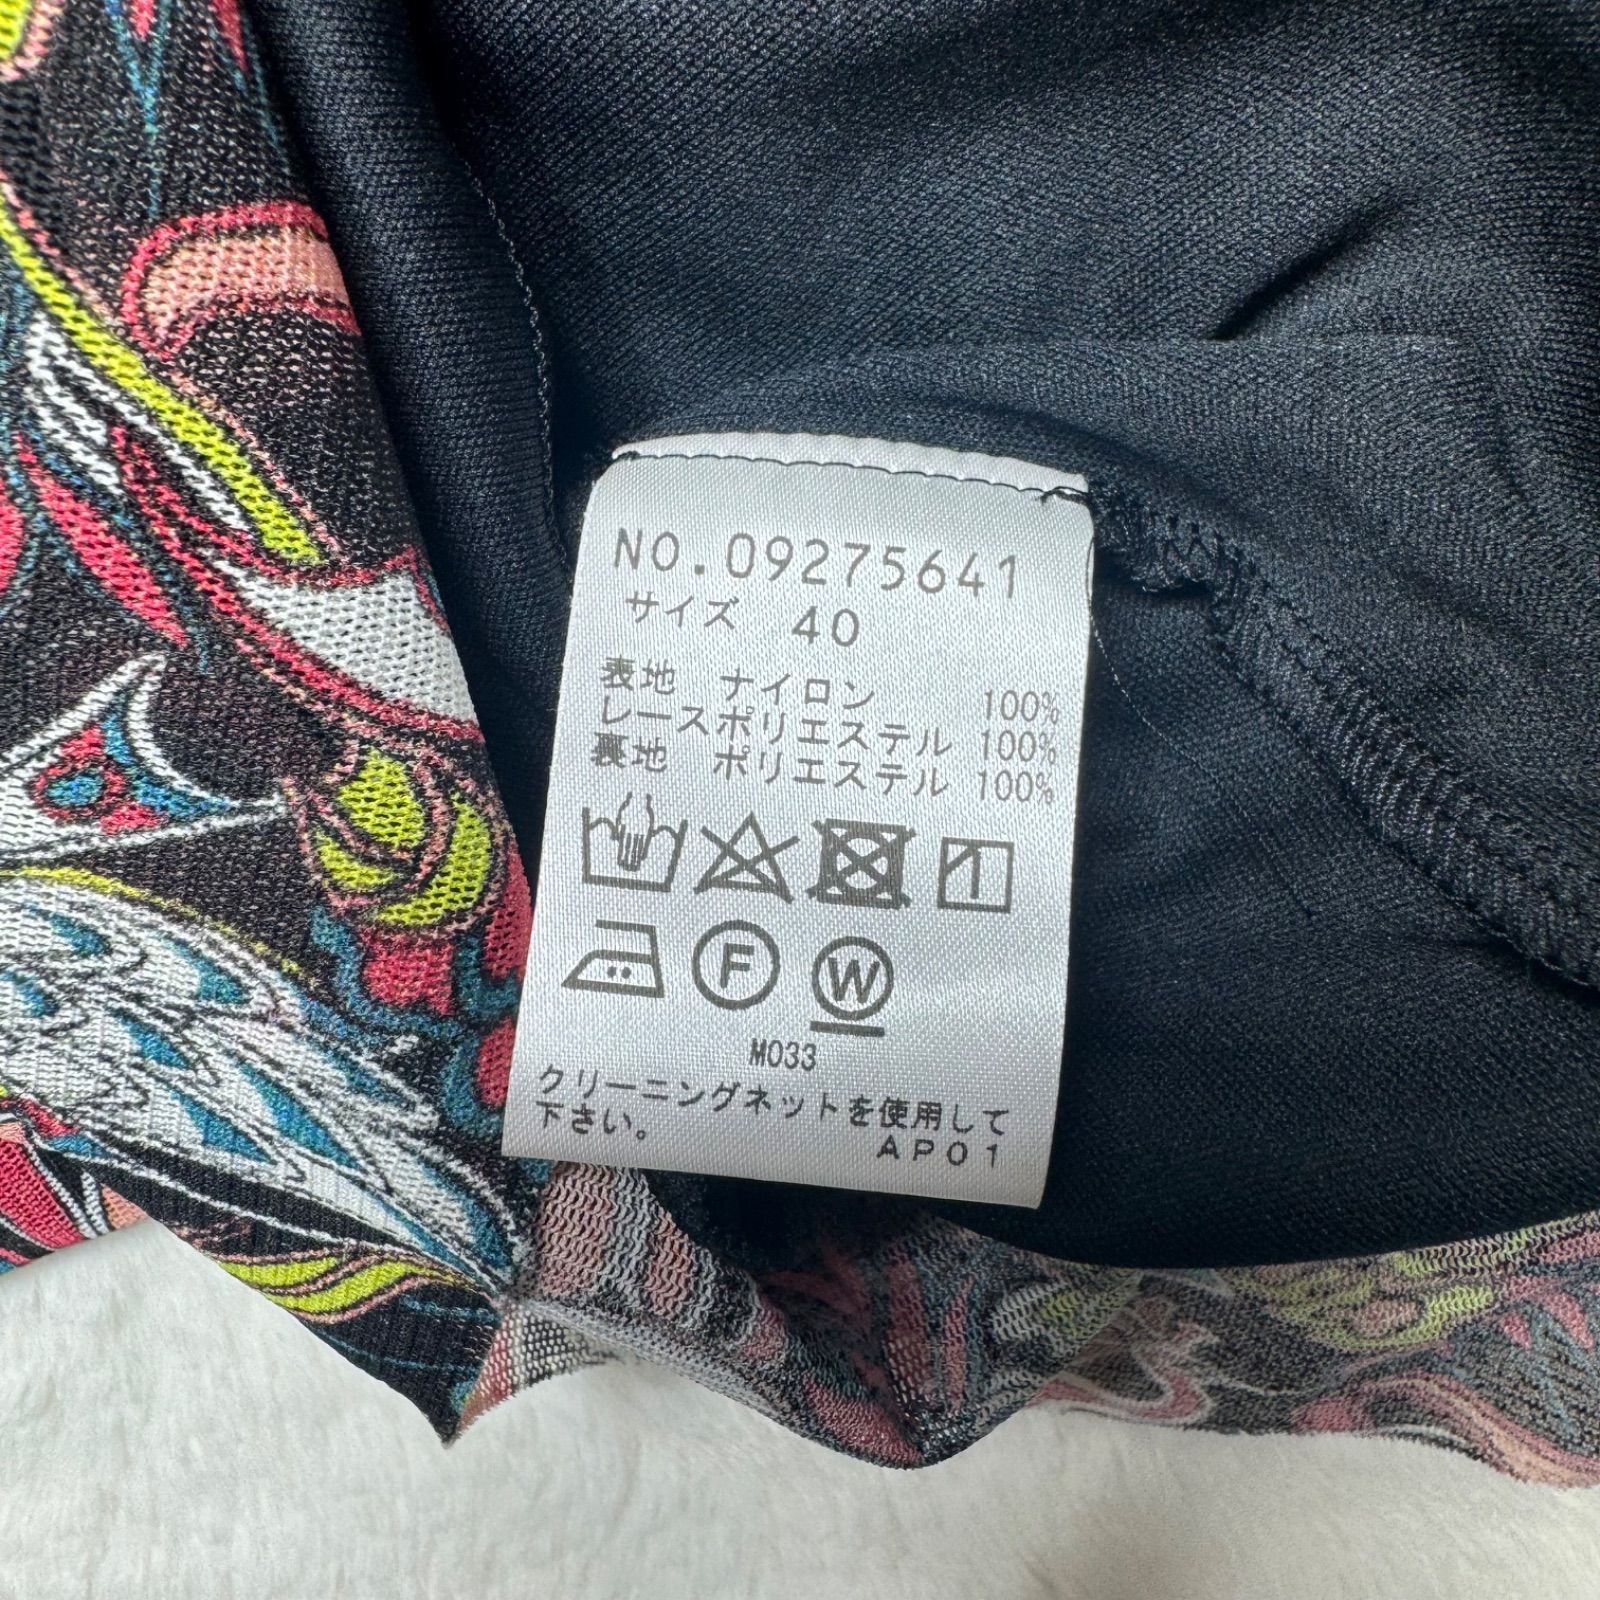 NO.09275641
サイズ 40
表地 ナイロン 100%
レースポリエステル 100%
裏地 ポリエステル 100%
F W
M033
クリーニングネットを使用して
下さい。
AP01